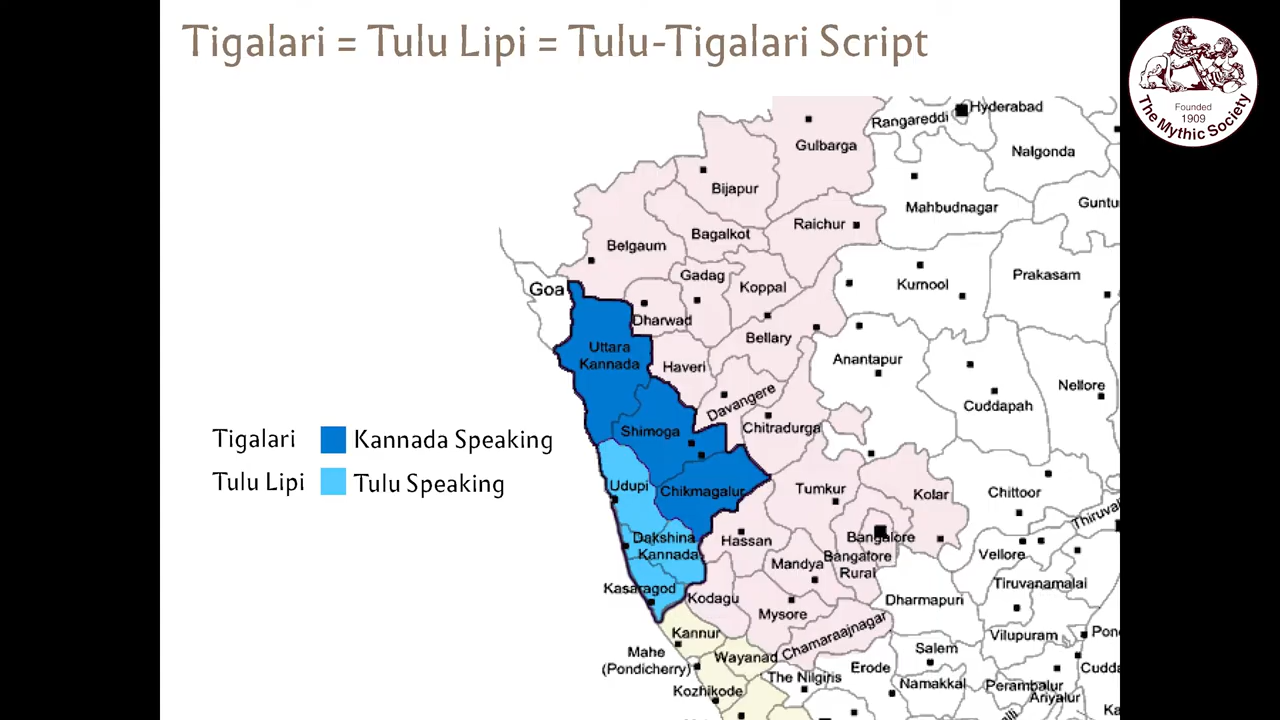 Tigalari = Tulu Lipi = Tulu-Tigalari Script
Founded
1909
The Mythic Society
Hyderabad
Rangareddi
Gulbarga
Nalgonda
Bijapur
Mahbudnagar
Guntu
Raichur
Bagalkot
Belgaum
Gadag
Prakasam
Kurnool
Koppal
Goa
Dharwad
Bellary
Uttara
Kannada
Haveri
Anantapur
Nellore
Davangere
Cuddapah
Chitradurga
Shimoga
Tigalari
Kannada Speaking
Tulu Lipi
Tulu Speaking
Udupi
Chikmagalur
Tumkur
Kolar
Chittoor
Thiruval
Dakshina
Kannada
Hassan
Bangalore
Bangalore
Rural
Vellore
Mandya
Kasaragod
Kodagu
Tiruvanamalai
Dharmapuri
Mysore
Chamaraajnagar
Kannur
Vilupuram
Pon
Mahe
(Pondicherry)
Wayanad
Salem
Erode
Cudda
The Nilgiris
Namakkal
Perambalur
Ariyalur
Kozhikode
Ka